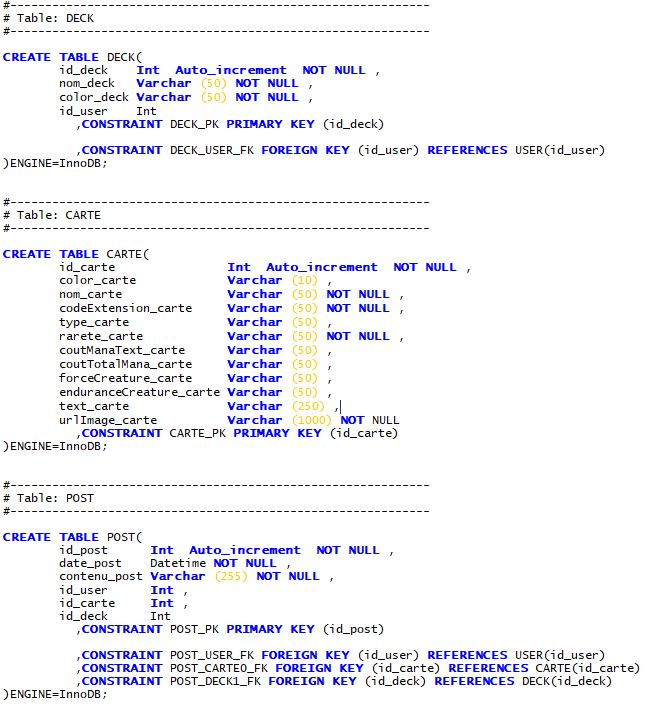 #------------------------------------------------------------
# Table: DECK
#------------------------------------------------------------
CREATE TABLE DECK(
        id_deck    Int  Auto_increment  NOT NULL ,
        nom_deck   Varchar (50) NOT NULL ,
        color_deck Varchar (50) NOT NULL ,
        id_user    Int
          ,CONSTRAINT DECK_PK PRIMARY KEY (id_deck)
          ,CONSTRAINT DECK_USER_FK FOREIGN KEY (id_user) REFERENCES USER(id_user)
)ENGINE=InnoDB;
#------------------------------------------------------------
# Table: CARTE
#------------------------------------------------------------
CREATE TABLE CARTE(
        id_carte                Int  Auto_increment  NOT NULL ,
        color_carte             Varchar (10) ,
        nom_carte               Varchar (50) NOT NULL ,
        codeExtension_carte     Varchar (50) NOT NULL ,
        type_carte              Varchar (50) ,
        rarete_carte            Varchar (50) NOT NULL ,
        coutManaText_carte      Varchar (50) ,
        coutTotalMana_carte     Varchar (50) ,
        forceCreature_carte     Varchar (50) ,
        enduranceCreature_carte Varchar (50) ,
        text_carte              Varchar (250) ,
        urlImage_carte          Varchar (1000) NOT NULL
          ,CONSTRAINT CARTE_PK PRIMARY KEY (id_carte)
)ENGINE=InnoDB;
#------------------------------------------------------------
# Table: POST
#------------------------------------------------------------
CREATE TABLE POST(
        id_post      Int  Auto_increment  NOT NULL ,
        date_post    Datetime NOT NULL ,
        contenu_post Varchar (255) NOT NULL ,
        id_user      Int ,
        id_carte     Int ,
        id_deck      Int
          ,CONSTRAINT POST_PK PRIMARY KEY (id_post)
          ,CONSTRAINT POST_USER_FK FOREIGN KEY (id_user) REFERENCES USER(id_user)
          ,CONSTRAINT POST_CARTE0_FK FOREIGN KEY (id_carte) REFERENCES CARTE(id_carte)
          ,CONSTRAINT POST_DECK1_FK FOREIGN KEY (id_deck) REFERENCES DECK(id_deck)
)ENGINE=InnoDB;